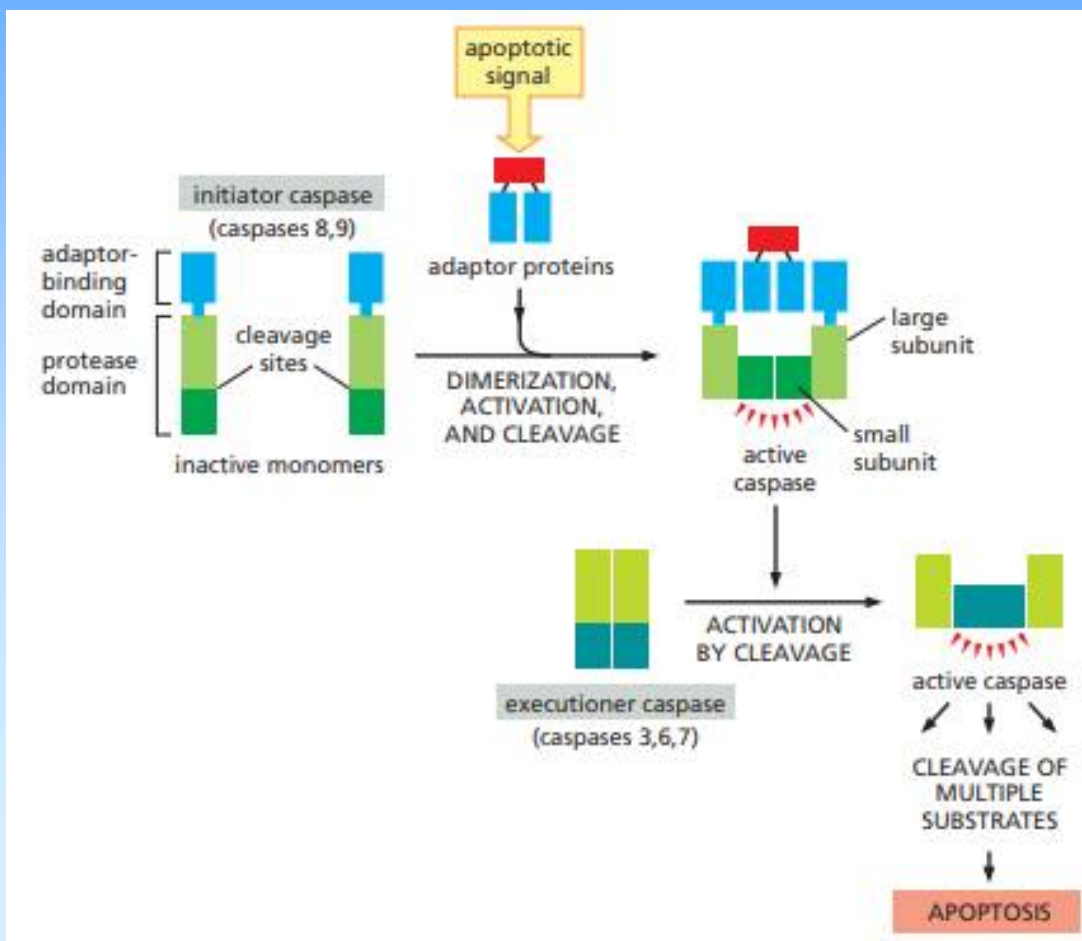 apoptotic
signal
initiator caspase
(caspases 8,9)
adaptor-
binding
domain
protease
domain
cleavage
sites
inactive monomers
adaptor proteins
DIMERIZATION,
ACTIVATION,
AND CLEAVAGE
large
subunit
small
subunit
active
caspase
executioner caspase
(caspases 3,6,7)
ACTIVATION
BY CLEAVAGE
active caspase
CLEAVAGE OF
MULTIPLE
SUBSTRATES
APOPTOSIS